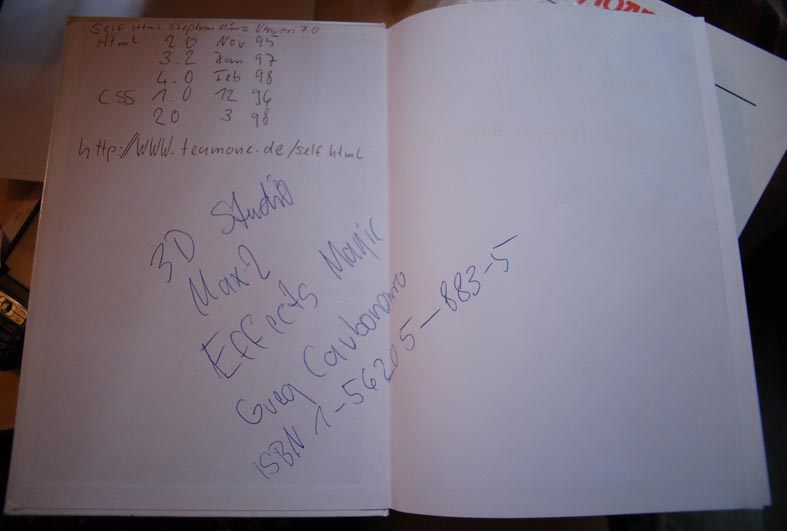 Self Html Stephan Münz Version 7.0
Html 2.0 Nov 95
3.2 Jan 97
4.0 Feb 98
CSS 1.0 12 96
2.0 3 98
http://WWW.teamone.de/selfhtml
3D Studio
Max 2
Effects Magic
Greg Carbonaro
ISBN 1-56205-883-5